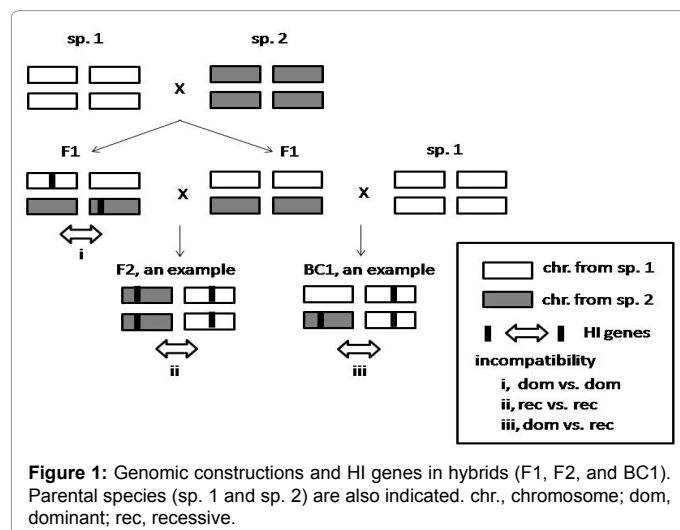 sp. 1
sp. 2
X
F1
F1
sp. 1
X
X
i
F2, an example
BC1, an example
ii
iii
chr. from sp. 1
chr. from sp. 2
HI genes
incompatibility
i, dom vs. dom
ii, rec vs. rec
iii, dom vs. rec
Figure 1: Genomic constructions and HI genes in hybrids (F1, F2, and BC1).
Parental species (sp. 1 and sp. 2) are also indicated. chr., chromosome; dom,
dominant; rec, recessive.